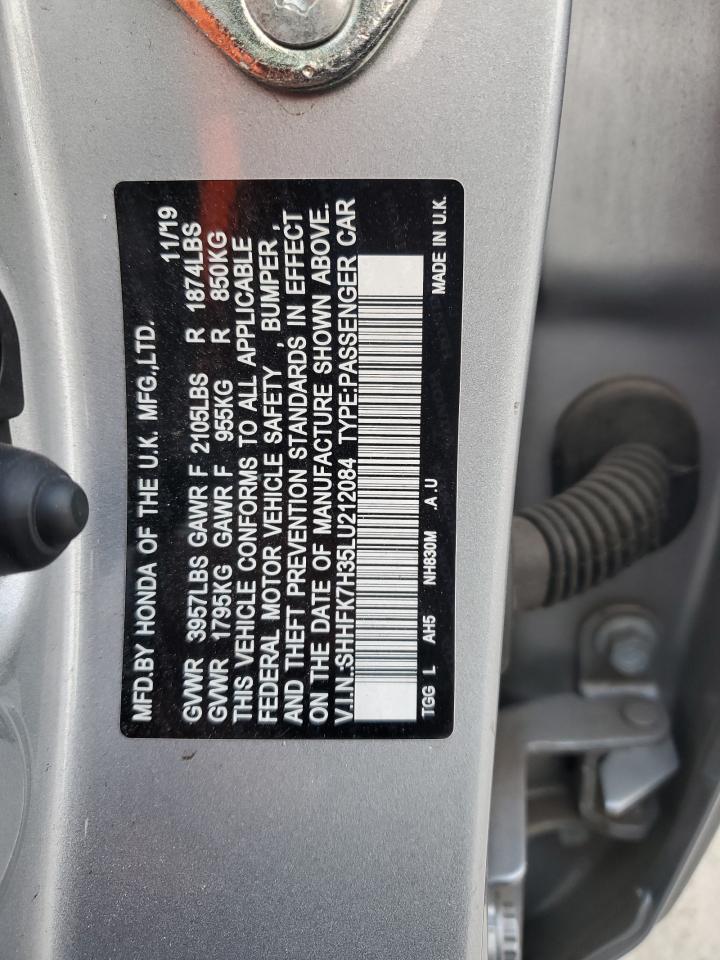 MFD.BY HONDA OF THE U.K. MFG.,LTD. 11/19
GVWR 3957LBS GAWR F 2105LBS R 1874LBS
GVWR 1795KG GAWR F 955KG R 850KG
THIS VEHICLE CONFORMS TO ALL APPLICABLE
FEDERAL MOTOR VEHICLE SAFETY , BUMPER ,
AND THEFT PREVENTION STANDARDS IN EFFECT
ON THE DATE OF MANUFACTURE SHOWN ABOVE.
V.I.N.:SHHFK7H35LU212084 TYPE:PASSENGER CAR
TGG L AH5 NH830M .A.U MADE IN U.K.